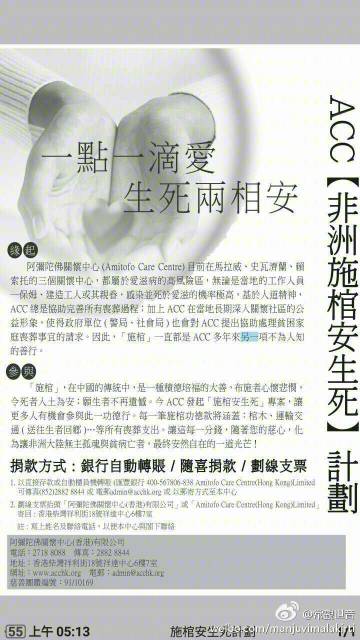 一點一滴愛
生死兩相安
ACC【非洲施棺安生死】計劃
緣起
阿彌陀佛關懷中心 (Amitofo Care Centre) 目前在馬拉威、史瓦濟蘭、賴
索托的三個關懷中心，都屬於愛滋病的高風險區，無論是當地的工作人員
—保姆、建造工人或其親眷，感染並死於愛滋的機率極高，基於人道精神，
ACC 總是協助完善所有喪葬過程；加上 ACC 在當地長期深入關懷社區的公
益形象，使得政府單位（警局、社會局）也會對 ACC 提出協助處理貧困家
庭喪葬事宜的請求。因此，「施棺」一直都是 ACC 多年來另一項不為人知
的善行。
參與
「施棺」，在中國的傳統中，是一種積德培福的大善，布施者心懷悲憫，
令死者入土為安；願生者不再遺憾。今 ACC 發起「施棺安生死」專案，讓
更多人有機會參與此一功德行。每一筆施棺功德款將涵蓋：棺木、運輸交
通（送往生者回鄉）…等所有喪葬支出。讓這每一分錢，隨著您的慈心，化
為讓非洲大陸無主孤魂與貧病亡者，最終安然自在的一道光芒！
捐款方式：銀行自動轉賬 / 隨喜捐款 / 劃線支票
1. 以直接存款或自動櫃員機轉賬 (滙豐銀行 400-567806-838 Amitofo Care Centre(Hong Kong)Limited
可傳真(852)2882 8844 或 電郵admin@acchk.org 或 以郵寄方式至本中心
2. 劃線支票抬頭「阿彌陀佛關懷中心(香港)有限公司」或「Amitofo Care Centre(Hong Kong)Limited」
寄回：香港柴灣祥利街18號祥達中心6樓7室
註：寫上姓名及聯絡電話，以便本中心與閣下聯絡
阿彌陀佛關懷中心(香港)有限公司
電話：2718 8088 傳真：2882 8844
地址：香港柴灣祥利街18號祥達中心6樓7室
網址：www.acchk.org 電郵：admin@acchk.org
慈善團體編號：91/10169
55 上午 05:13 施棺安生死計劃
weibo.com/manjuvimalakirti